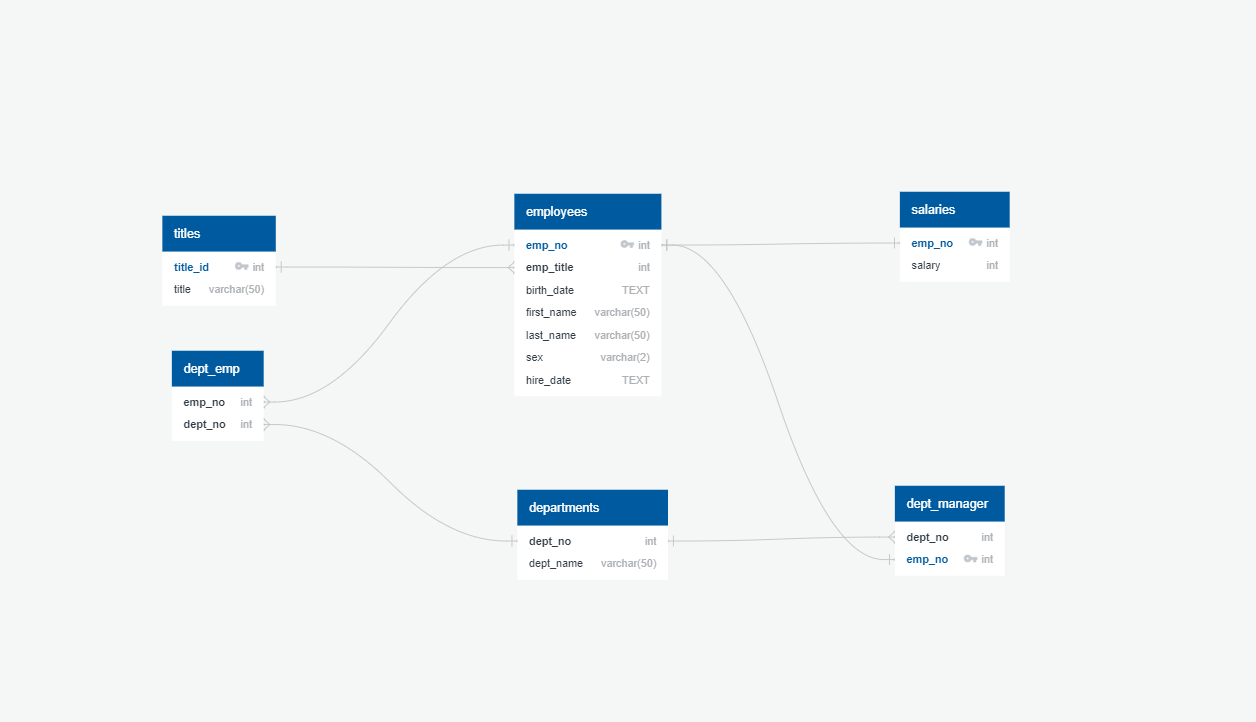 titles
title_id int
title varchar(50)
dept_emp
emp_no int
dept_no int
employees
emp_no int
emp_title int
birth_date TEXT
first_name varchar(50)
last_name varchar(50)
sex varchar(2)
hire_date TEXT
departments
dept_no int
dept_name varchar(50)
salaries
emp_no int
salary int
dept_manager
dept_no int
emp_no int